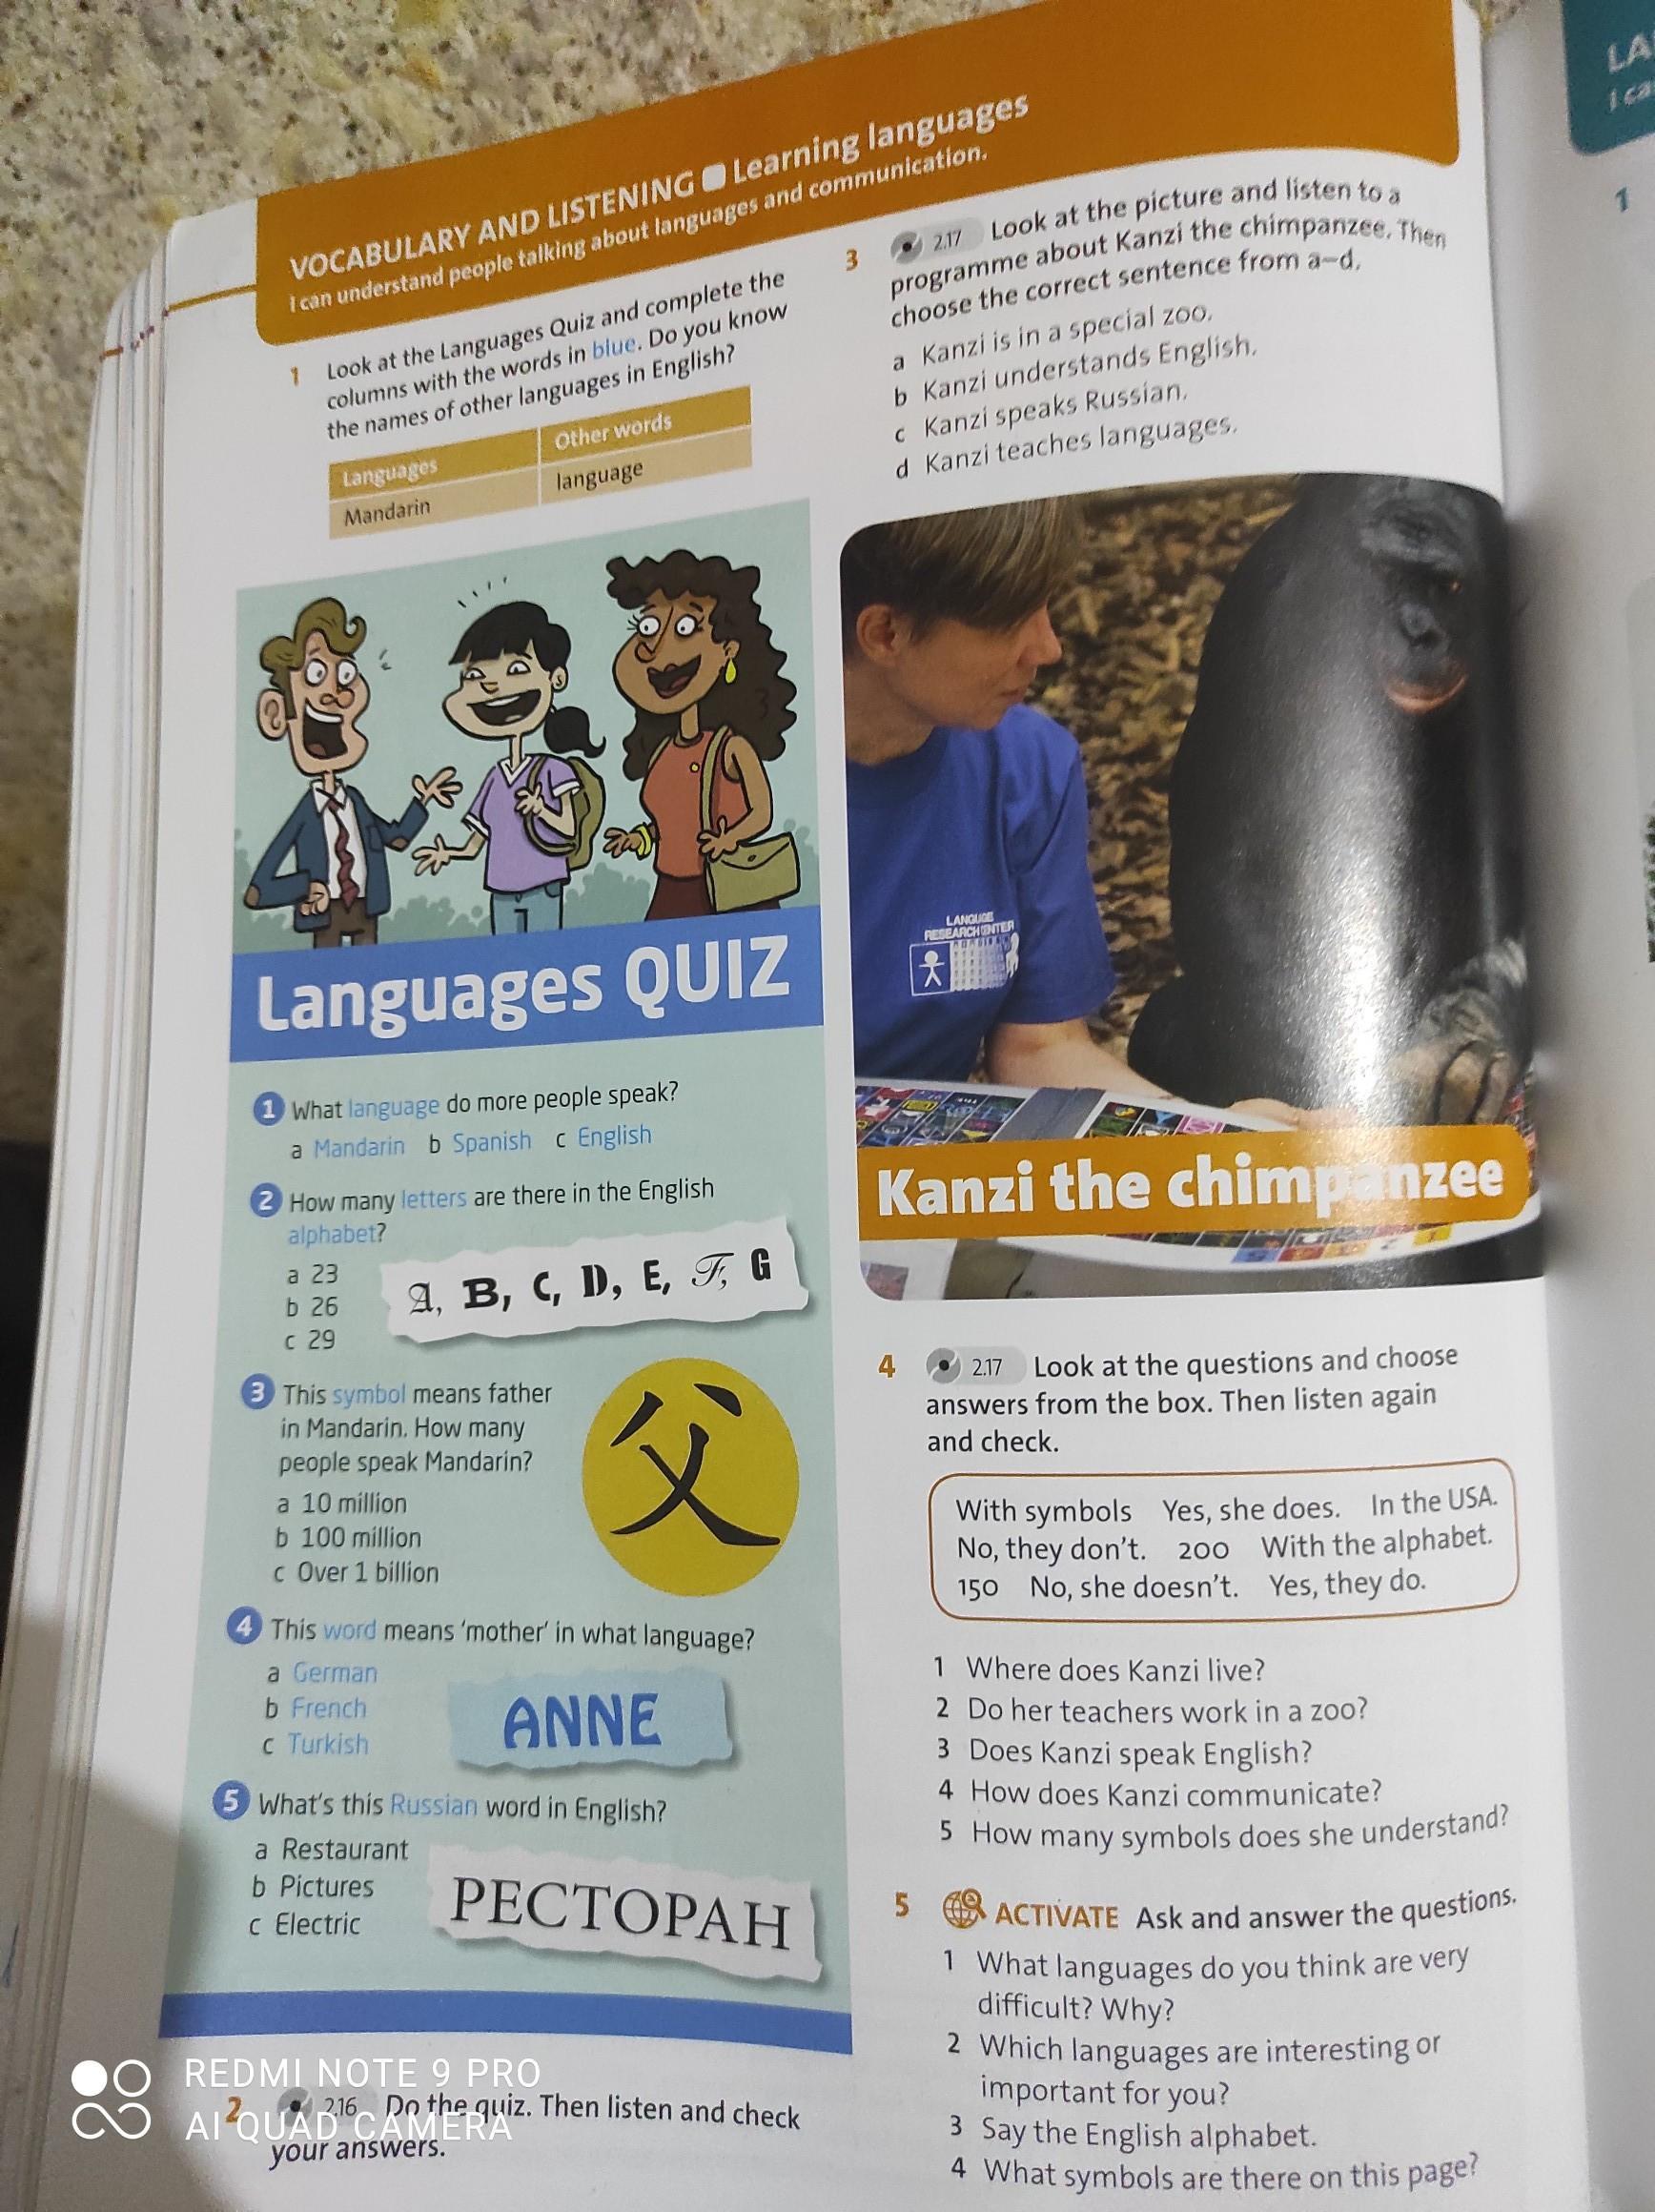 VOCABULARY AND LISTENING Learning languages
I can understand people talking about languages and communication.
1 Look at the Languages Quiz and complete the
columns with the words in blue. Do you know
the names of other languages in English?
Languages Other words
Mandarin language
Languages QUIZ
1 What language do more people speak?
a Mandarin b Spanish c English
2 How many letters are there in the English
alphabet?
a 23
b 26
c 29
A, B, C, D, E, F, G
3 This symbol means father
in Mandarin. How many
people speak Mandarin?
a 10 million
b 100 million
c Over 1 billion
父
4 This word means 'mother' in what language?
a German
b French
c Turkish
ANNE
5 What's this Russian word in English?
a Restaurant
b Pictures
c Electric
РЕСТОРАН
2 2.16 Do the quiz. Then listen and check
your answers.
3 2.17 Look at the picture and listen to a
programme about Kanzi the chimpanzee. Then
choose the correct sentence from a–d.
a Kanzi is in a special zoo.
b Kanzi understands English.
c Kanzi speaks Russian.
d Kanzi teaches languages.
RESEARCH
Kanzi the chimpanzee
4 2.17 Look at the questions and choose
answers from the box. Then listen again
and check.
With symbols Yes, she does. In the USA.
No, they don't. 200 With the alphabet.
150 No, she doesn't. Yes, they do.
1 Where does Kanzi live?
2 Do her teachers work in a zoo?
3 Does Kanzi speak English?
4 How does Kanzi communicate?
5 How many symbols does she understand?
5 ACTIVATE Ask and answer the questions.
1 What languages do you think are very
difficult? Why?
2 Which languages are interesting or
important for you?
3 Say the English alphabet.
4 What symbols are there on this page?
LA
I ca
1
REDMI NOTE 9 PRO
AI QUAD CAMERA